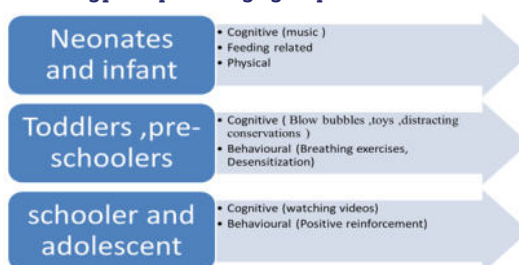 Neonates
and infant
• Cognitive (music )
• Feeding related
• Physical
Toddlers ,pre-
schoolers
• Cognitive ( Blow bubbles ,toys ,distracting
conservations )
• Behavioural (Breathing exercises,
Desensitization)
schooler and
adolescent
• Cognitive (watching videos)
• Behavioural (Positive reinforcement)